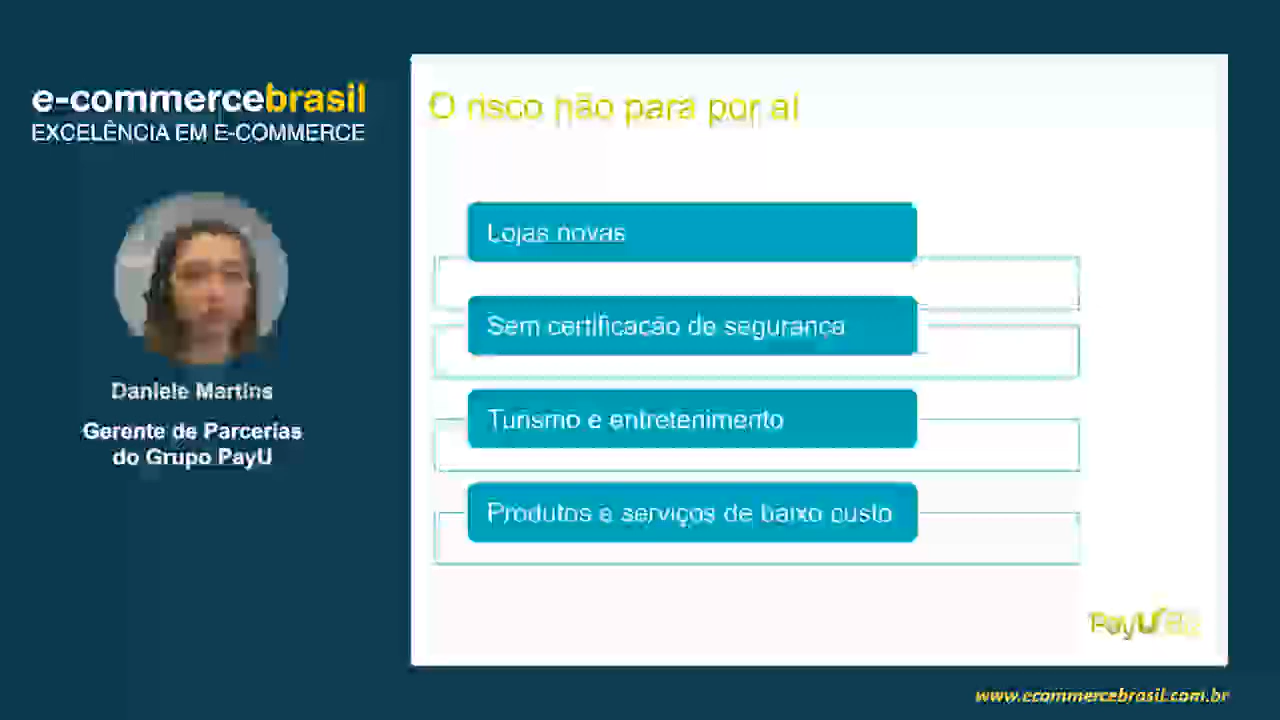 e-commercebrasil
EXCELÊNCIA EM E-COMMERCE
Daniele Martins
Gerente de Parcerias
do Grupo PayU
O risco não para por aí
Lojas novas
Sem certificação de segurança
Turismo e entretenimento
Produtos e serviços de baixo custo
PayU
www.ecommercebrasil.com.br